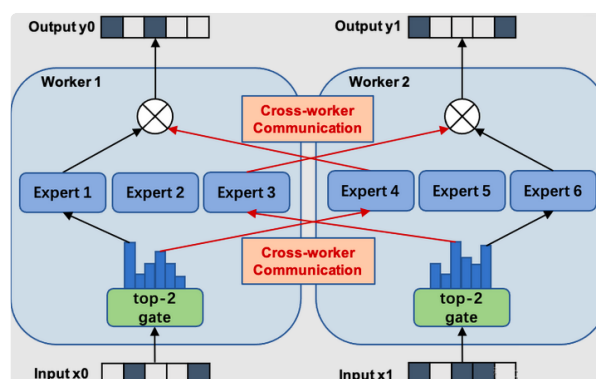 Output y0
Output y1
Worker 1
Worker 2
Cross-worker
Communication
Expert 1
Expert 2
Expert 3
Expert 4
Expert 5
Expert 6
Cross-worker
Communication
top-2
gate
top-2
gate
Input x0
Input x1